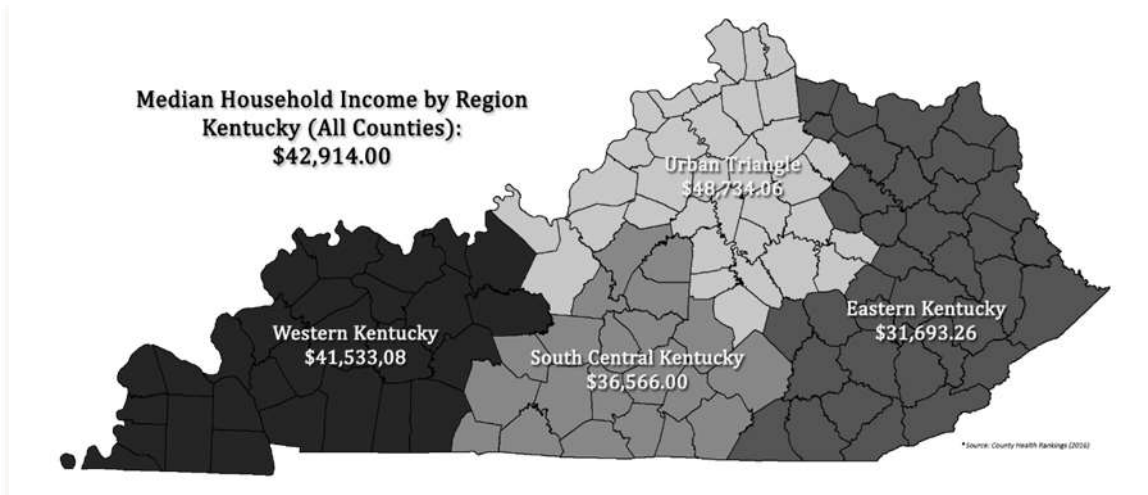 Median Household Income by Region
Kentucky (All Counties):
$42,914.00
Urban Triangle
$48,734.06
Western Kentucky
$41,533,08
South Central Kentucky
$36,566.00
Eastern Kentucky
$31,693.26
*Source: County Health Rankings (2016)